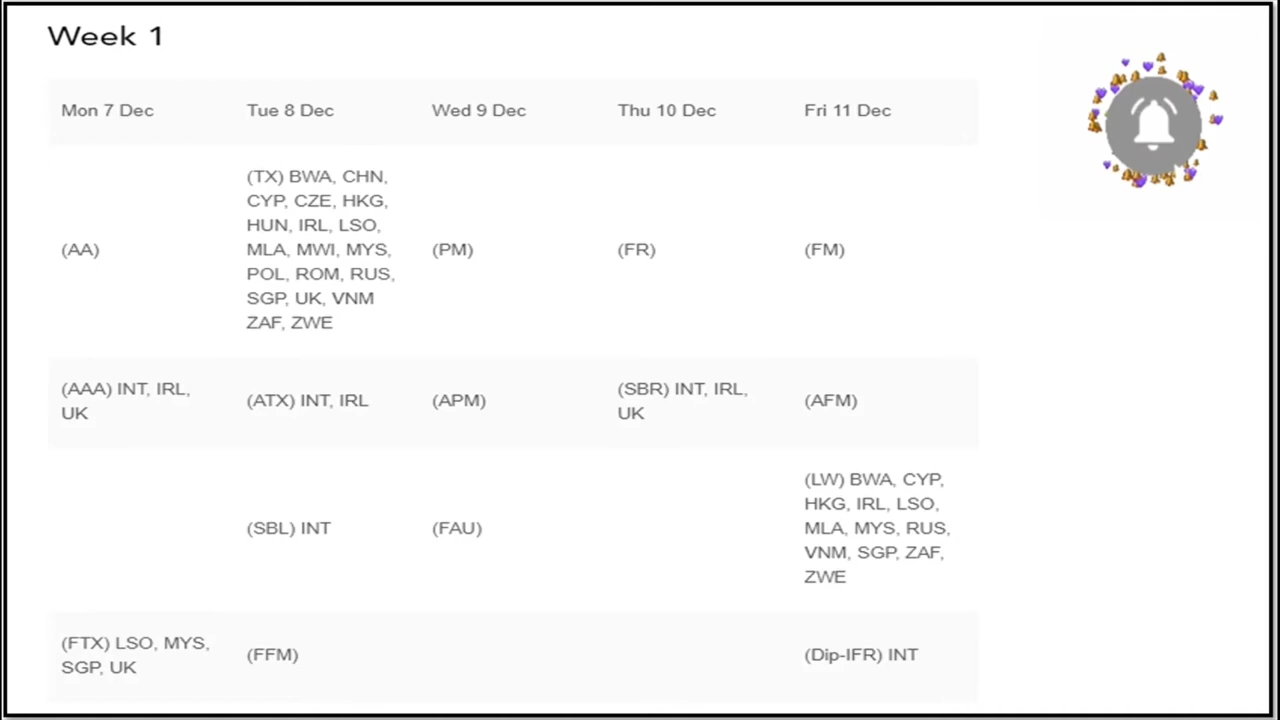 Week 1
Mon 7 Dec
Tue 8 Dec
Wed 9 Dec
Thu 10 Dec
Fri 11 Dec
(AA)
(TX) BWA, CHN,
CYP, CZE, HKG,
HUN, IRL, LSO,
MLA, MWI, MYS,
POL, ROM, RUS,
SGP, UK, VNM
ZAF, ZWE
(PM)
(FR)
(FM)
(AAA) INT, IRL,
UK
(ATX) INT, IRL
(APM)
(SBR) INT, IRL,
UK
(AFM)
(SBL) INT
(FAU)
(LW) BWA, CYP,
HKG, IRL, LSO,
MLA, MYS, RUS,
VNM, SGP, ZAF,
ZWE
(FTX) LSO, MYS,
SGP, UK
(FFM)
(Dip-IFR) INT